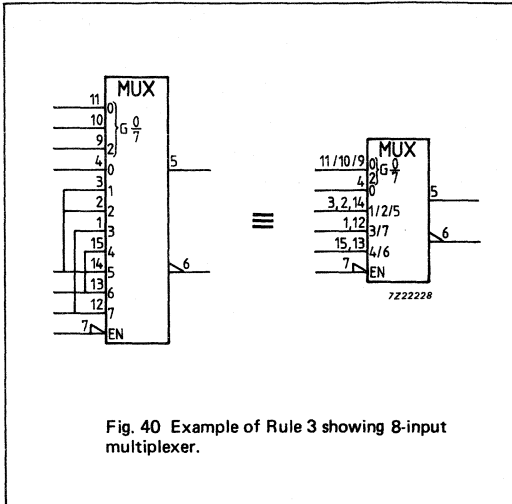 MUX
11 0
10 G 0/7
9 2
4 0 5
3 1
2 2
1 3
15 4
14 5 6
13 6
12 7
7 EN
≡
MUX
11/10/9 0 G 0/7
2
4 0 5
3,2,14 1/2/5
1,12 3/7
15,13 4/6 6
7 EN
7Z22228
Fig. 40 Example of Rule 3 showing 8-input
multiplexer.